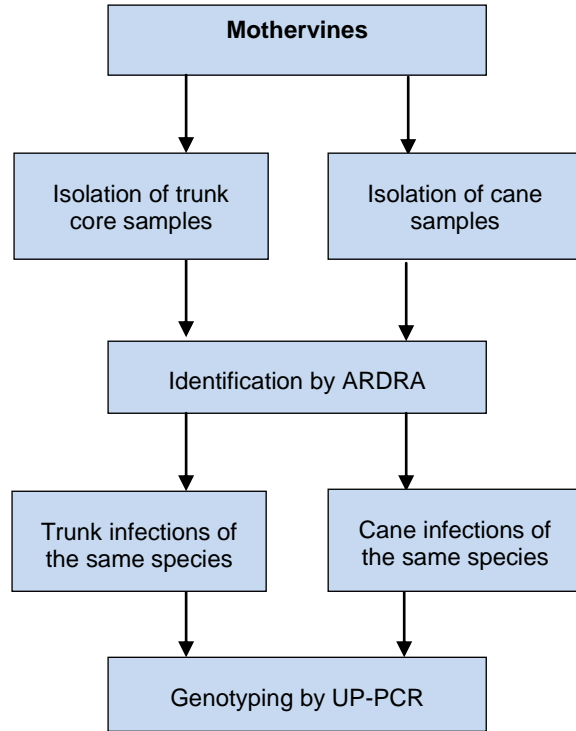 Mothervines
Isolation of trunk
core samples
Isolation of cane
samples
Identification by ARDRA
Trunk infections of
the same species
Cane infections of
the same species
Genotyping by UP-PCR